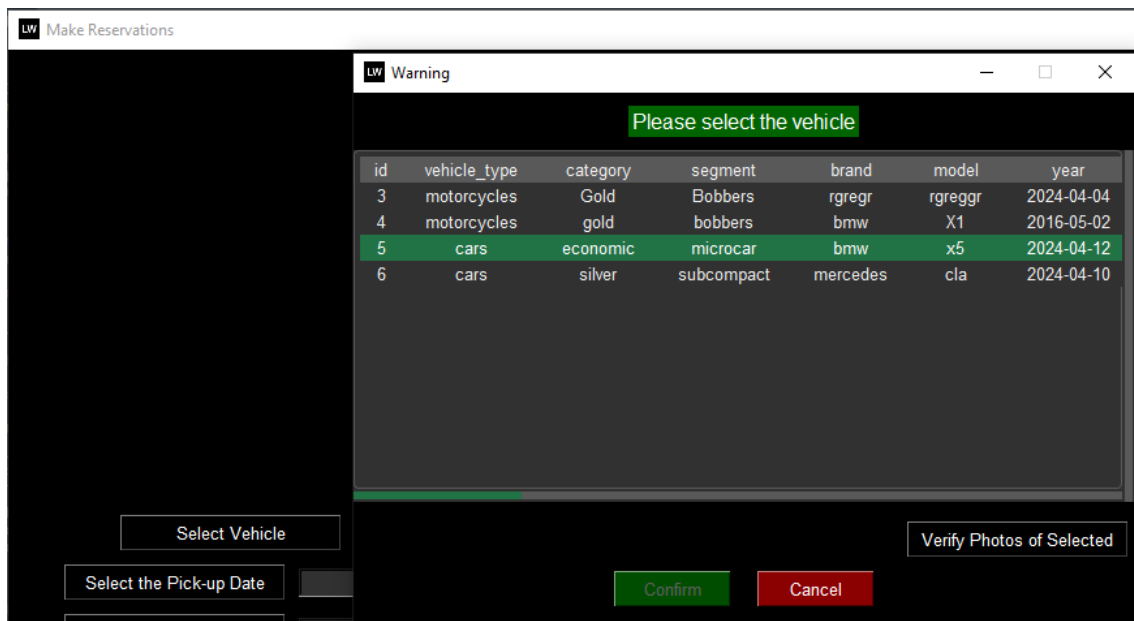 LW Make Reservations
LW Warning
Please select the vehicle
id vehicle_type category segment brand model year
3 motorcycles Gold Bobbers rgregr rgreggr 2024-04-04
4 motorcycles gold bobbers bmw X1 2016-05-02
5 cars economic microcar bmw x5 2024-04-12
6 cars silver subcompact mercedes cla 2024-04-10
Select Vehicle
Verify Photos of Selected
Select the Pick-up Date
Confirm Cancel